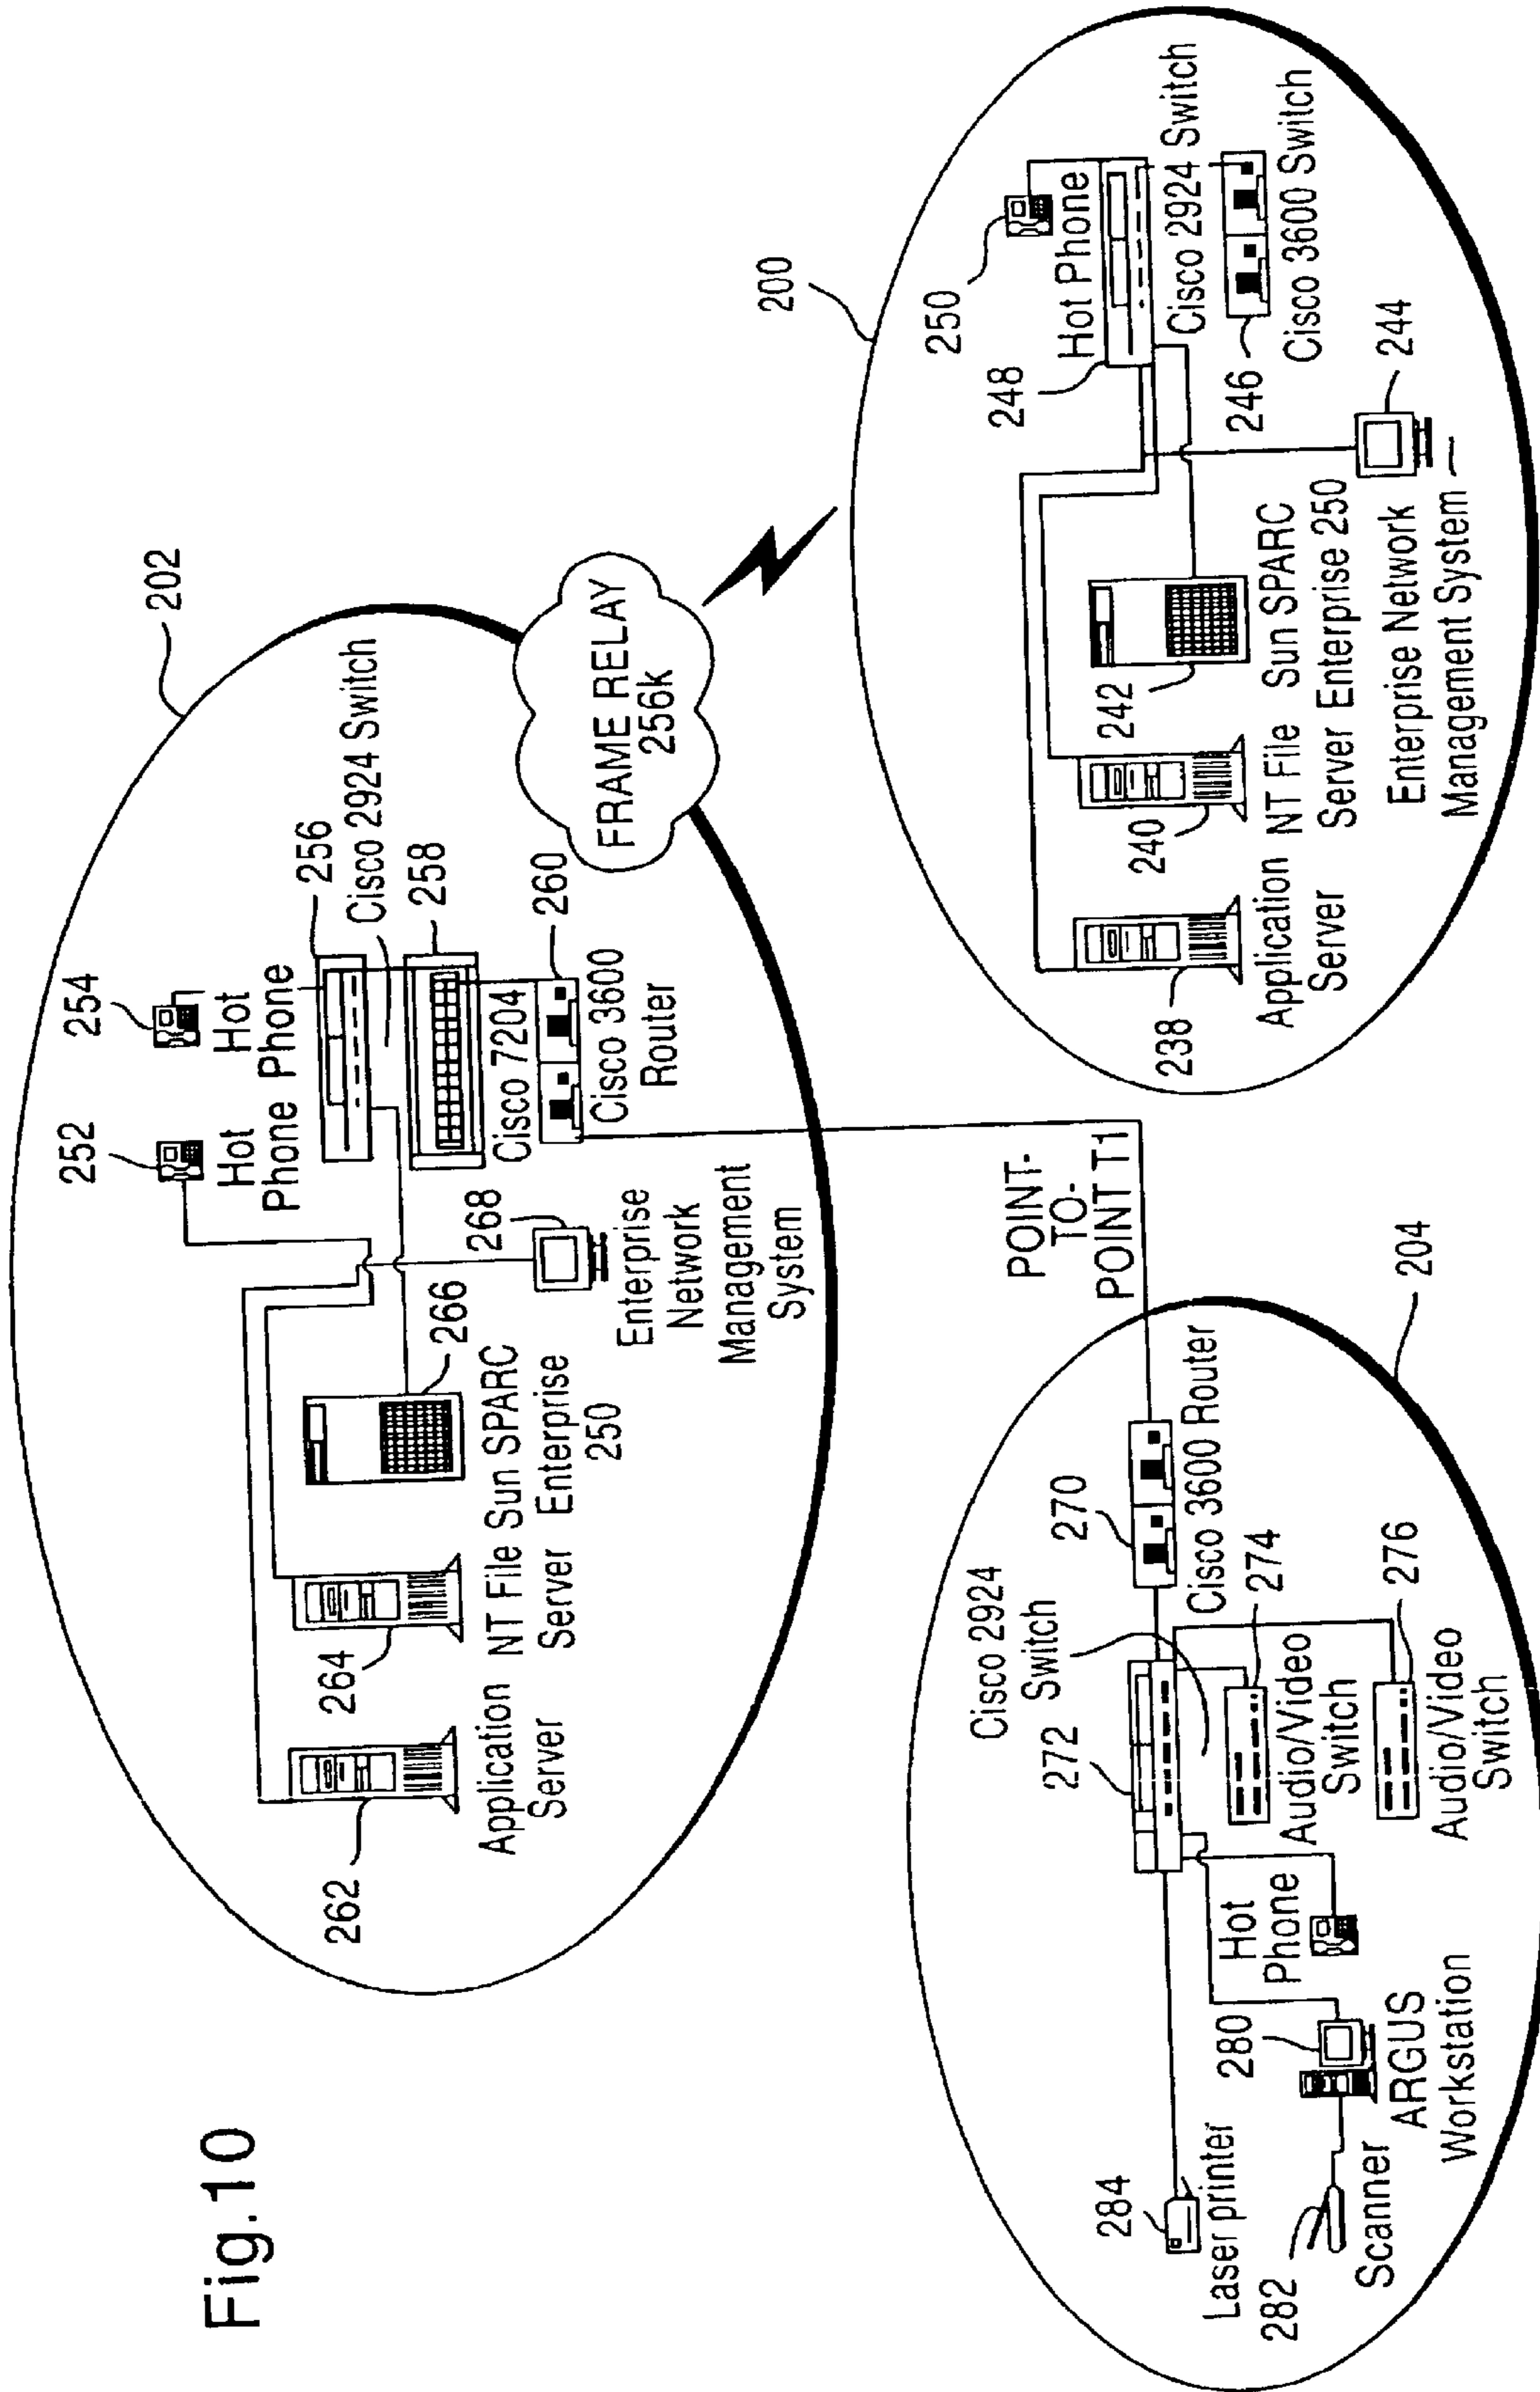 Fig.10
202
252
254
Hot
Phone
Hot
Phone
256
Cisco 2924 Switch
258
Cisco 7204
260
Cisco 3600
Router
262
264
266
268
Application
Server
NT File
Server
Sun SPARC
Enterprise
250
Enterprise
Network
Management
System
FRAME RELAY
256k
POINT-
TO-
POINT T1
200
250
Hot Phone
248
Cisco 2924 Switch
246
Cisco 3600 Switch
244
242
240
238
Application
Server
NT File
Server
Sun SPARC
Enterprise 250
Enterprise Network
Management System
204
270
Cisco 3600 Router
Cisco 2924
Switch
272
274
Audio/Video
Switch
276
Audio/Video
Switch
Hot
Phone
280
ARGUS
Workstation
284
Laser printer
282
Scanner